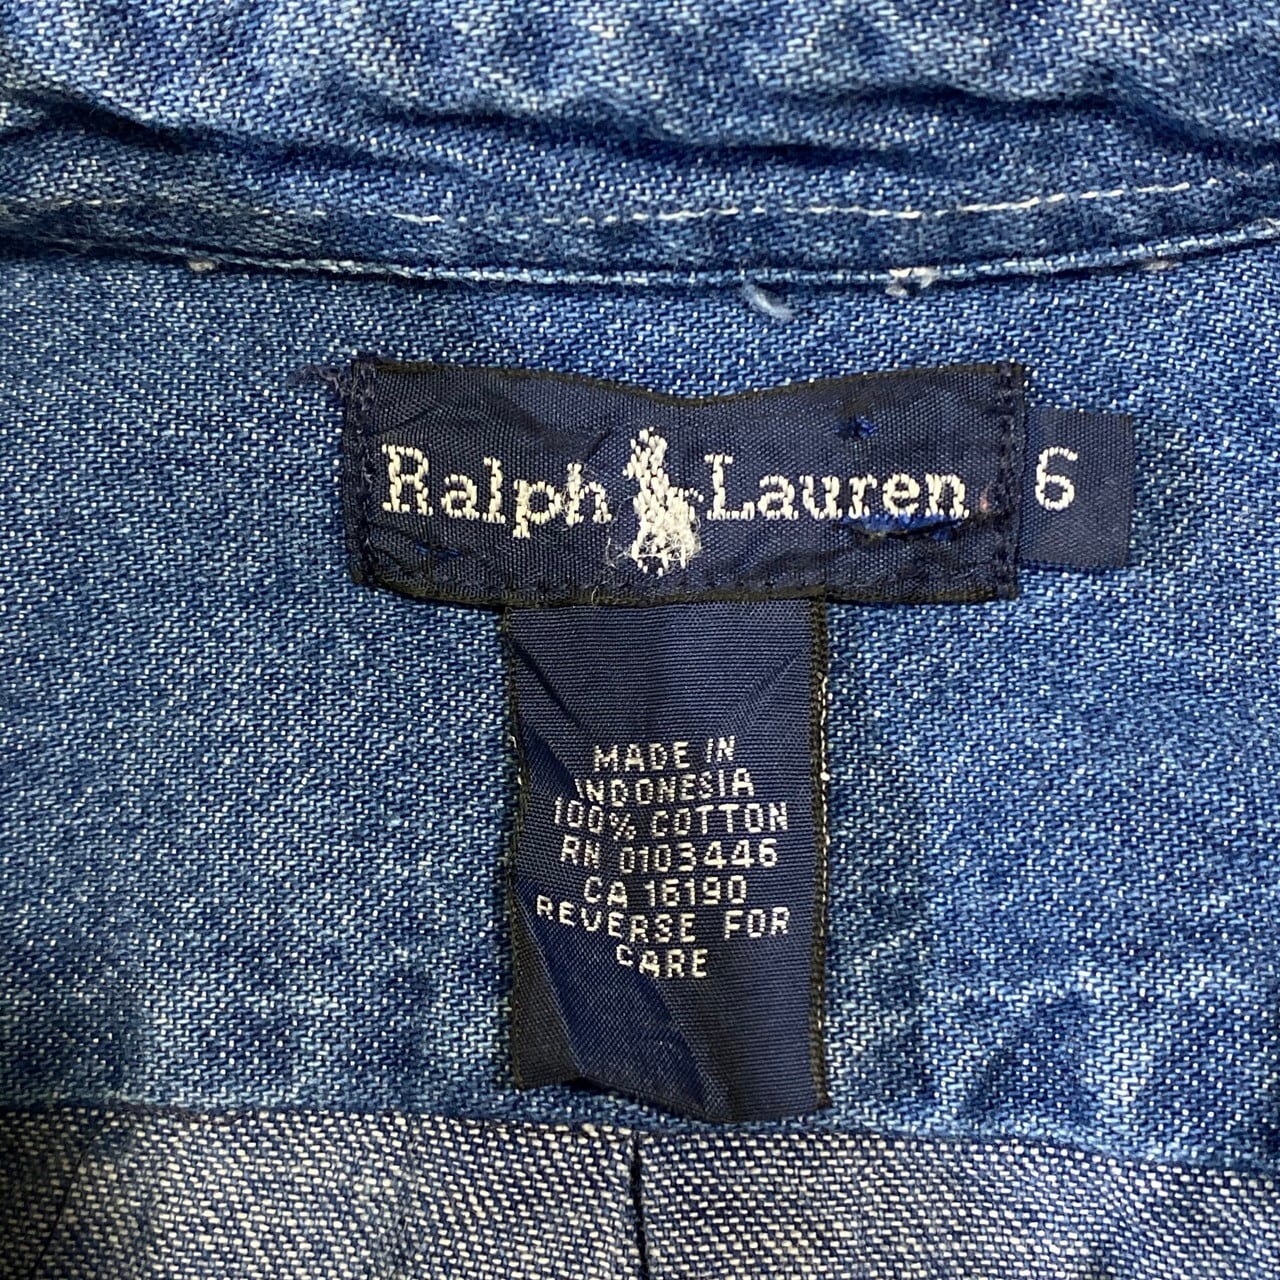 Ralph Lauren 6
MADE IN
INDONESIA
100% COTTON
RN 0103446
CA 16190
REVERSE FOR
CARE